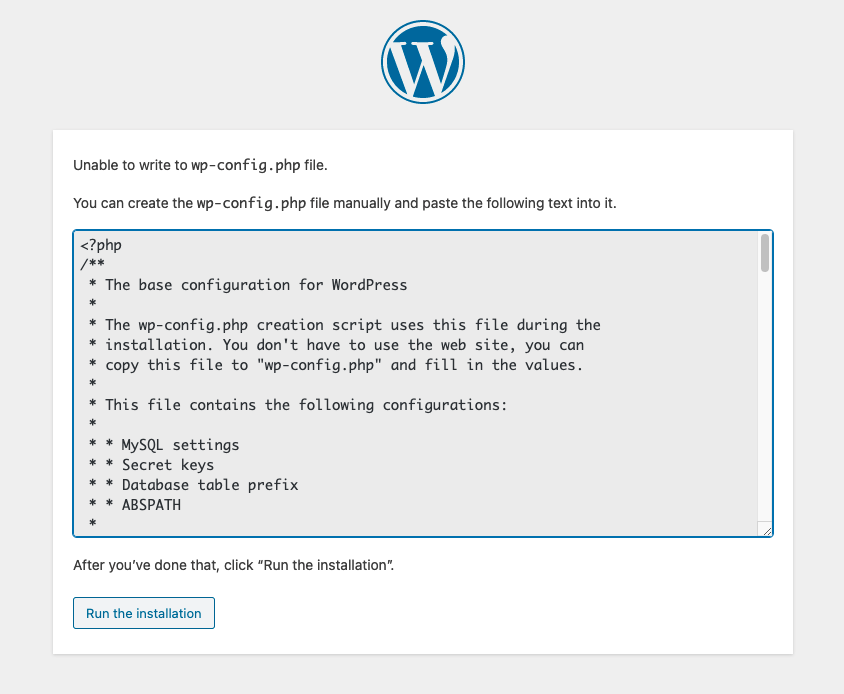 Unable to write to wp-config.php file.
You can create the wp-config.php file manually and paste the following text into it.
<?php
/**
 * The base configuration for WordPress
 *
 * The wp-config.php creation script uses this file during the
 * installation. You don't have to use the web site, you can
 * copy this file to "wp-config.php" and fill in the values.
 *
 * This file contains the following configurations:
 *
 * * MySQL settings
 * * Secret keys
 * * Database table prefix
 * * ABSPATH
 *
After you’ve done that, click “Run the installation”.
Run the installation